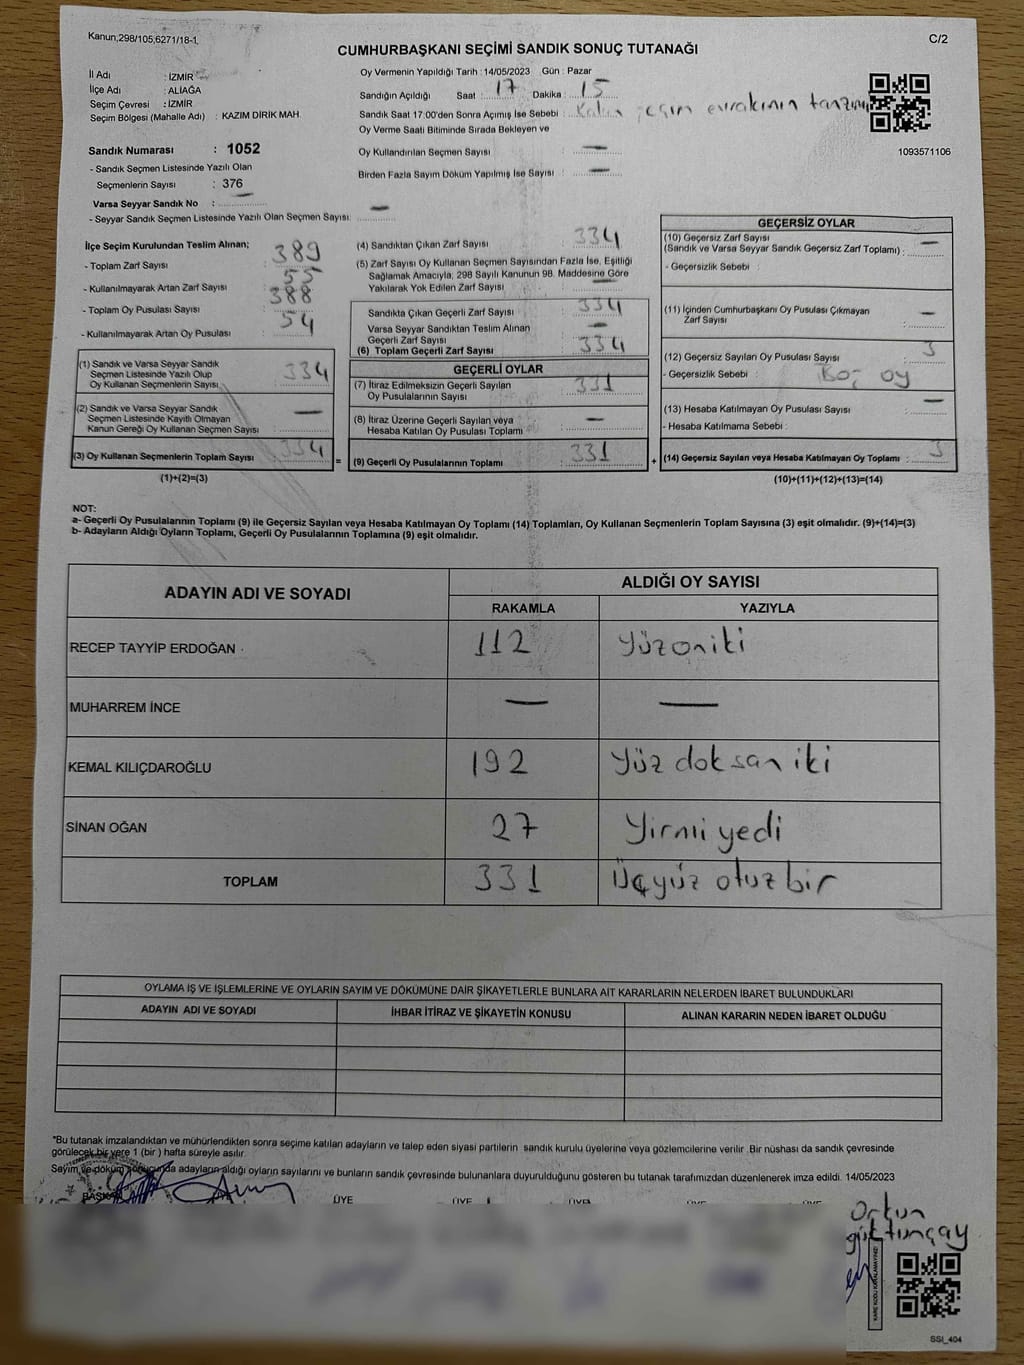 Kanun;298/105,6271/18-1,
C/2
CUMHURBAŞKANI SEÇİMİ SANDIK SONUÇ TUTANAĞI
İl Adı : İZMİR
İlçe Adı : ALİAĞA
Seçim Çevresi : İZMİR
Seçim Bölgesi (Mahalle Adı) : KAZIM DİRİK MAH.
Oy Vermenin Yapıldığı Tarih : 14/05/2023 Gün : Pazar
Sandığın Açıldığı Saat : 17 Dakika : 15
Sandık Saat 17:00'den Sonra Açımış İse Sebebi : Kalan seçim evrakının tanzimi
Oy Verme Saati Bitiminde Sırada Bekleyen ve
Oy Kullandırılan Seçmen Sayısı : —
Birden Fazla Sayım Döküm Yapılmış İse Sayısı : —
1093571106
Sandık Numarası : 1052
- Sandık Seçmen Listesinde Yazılı Olan
Seçmenlerin Sayısı : 376
Varsa Seyyar Sandık No : —
- Seyyar Sandık Seçmen Listesinde Yazılı Olan Seçmen Sayısı: —
İlçe Seçim Kurulundan Teslim Alınan;
- Toplam Zarf Sayısı : 389
- Kullanılmayarak Artan Zarf Sayısı : 55
- Toplam Oy Pusulası Sayısı : 388
- Kullanılmayarak Artan Oy Pusulası : 54
(1) Sandık ve Varsa Seyyar Sandık
Seçmen Listesinde Yazılı Olup
Oy Kullanan Seçmenlerin Sayısı : 334
(2) Sandık ve Varsa Seyyar Sandık
Seçmen Listesinde Kayıtlı Olmayan
Kanun Gereği Oy Kullanan Seçmen Sayısı : —
(3) Oy Kullanan Seçmenlerin Toplam Sayısı : 334 =
(1)+(2)=(3)
(4) Sandıktan Çıkan Zarf Sayısı : 334
(5) Zarf Sayısı Oy Kullanan Seçmen Sayısından Fazla İse, Eşitliği
Sağlamak Amacıyla, 298 Sayılı Kanunun 98. Maddesine Göre
Yakılarak Yok Edilen Zarf Sayısı : —
Sandıkta Çıkan Geçerli Zarf Sayısı : 334
Varsa Seyyar Sandıktan Teslim Alınan
Geçerli Zarf Sayısı : —
(6) Toplam Geçerli Zarf Sayısı : 334
GEÇERLİ OYLAR
(7) İtiraz Edilmeksizin Geçerli Sayılan
Oy Pusulalarının Sayısı : 331
(8) İtiraz Üzerine Geçerli Sayılan veya
Hesaba Katılan Oy Pusulası Toplamı : —
(9) Geçerli Oy Pusulalarının Toplamı : 331 +
GEÇERSİZ OYLAR
(10) Geçersiz Zarf Sayısı
(Sandık ve Varsa Seyyar Sandık Geçersiz Zarf Toplamı) : —
- Geçersizlik Sebebi :
(11) İçinden Cumhurbaşkanı Oy Pusulası Çıkmayan
Zarf Sayısı : —
(12) Geçersiz Sayılan Oy Pusulası Sayısı : 3
- Geçersizlik Sebebi : Boş oy
(13) Hesaba Katılmayan Oy Pusulası Sayısı : —
- Hesaba Katılmama Sebebi :
(14) Geçersiz Sayılan veya Hesaba Katılmayan Oy Toplamı : 3
(10)+(11)+(12)+(13)=(14)
NOT:
a- Geçerli Oy Pusulalarının Toplamı (9) ile Geçersiz Sayılan veya Hesaba Katılmayan Oy Toplamı (14) Toplamları, Oy Kullanan Seçmenlerin Toplam Sayısına (3) eşit olmalıdır. (9)+(14)=(3)
b- Adayların Aldığı Oyların Toplamı, Geçerli Oy Pusulalarının Toplamına (9) eşit olmalıdır.
ADAYIN ADI VE SOYADI
ALDIĞI OY SAYISI
RAKAMLA YAZIYLA
RECEP TAYYİP ERDOĞAN 112 Yüzoniki
MUHARREM İNCE — —
KEMAL KILIÇDAROĞLU 192 Yüz doksan iki
SİNAN OĞAN 27 Yirmi yedi
TOPLAM 331 Üçyüz otuz bir
OYLAMA İŞ VE İŞLEMLERİNE VE OYLARIN SAYIM VE DÖKÜMÜNE DAİR ŞİKAYETLERLE BUNLARA AİT KARARLARIN NELERDEN İBARET BULUNDUKLARI
ADAYIN ADI VE SOYADI İHBAR İTİRAZ VE ŞİKAYETİN KONUSU ALINAN KARARIN NEDEN İBARET OLDUĞU
*Bu tutanak imzalandıktan ve mühürlendikten sonra seçime katılan adayların ve talep eden siyasi partilerin sandık kurulu üyelerine veya gözlemcilerine verilir. Bir nüshası da sandık çevresinde
görülecek bir yere 1 (bir ) hafta süreyle asılır.
Sayım ve döküm sonucunda adayların aldığı oyların sayılarını ve bunların sandık çevresinde bulunanlara duyurulduğunu gösteren bu tutanak tarafımızdan düzenlenerek imza edildi. 14/05/2023
BAŞKAN ÜYE ÜYE ÜYE ÜYE ÜYE
Orkun
göktunçay
KARE KODU KARALAMAYINIZ!
SSI_404